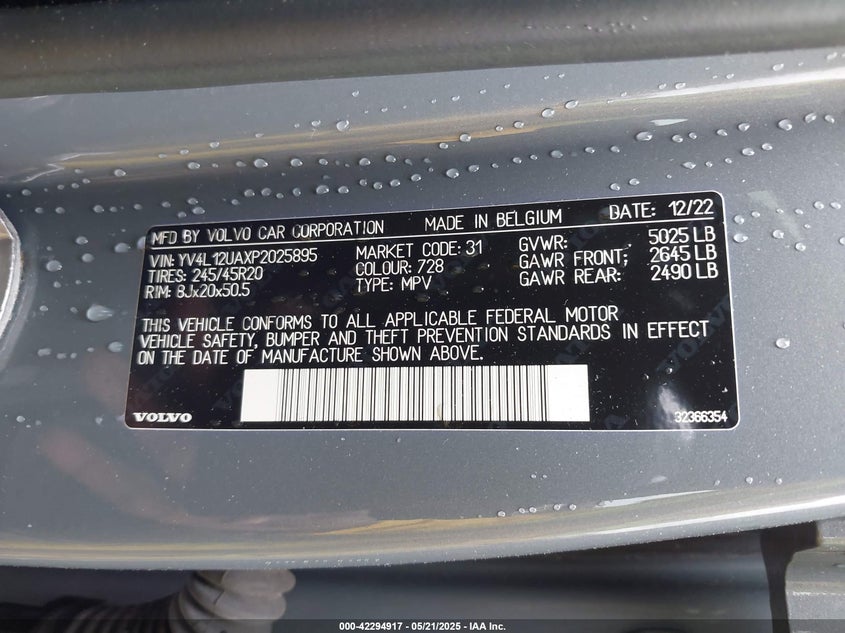 MFD BY VOLVO CAR CORPORATION MADE IN BELGIUM DATE: 12/22
VIN: YV4L12UAXP2025895 MARKET CODE: 31 GVWR: 5025 LB
TIRES: 245/45R20 COLOUR: 728 GAWR FRONT: 2645 LB
RIM: 8Jx20x50.5 TYPE: MPV GAWR REAR: 2490 LB
THIS VEHICLE CONFORMS TO ALL APPLICABLE FEDERAL MOTOR
VEHICLE SAFETY, BUMPER AND THEFT PREVENTION STANDARDS IN EFFECT
ON THE DATE OF MANUFACTURE SHOWN ABOVE.
VOLVO 32366354
000-42294917 - 05/21/2025 - IAA Inc.